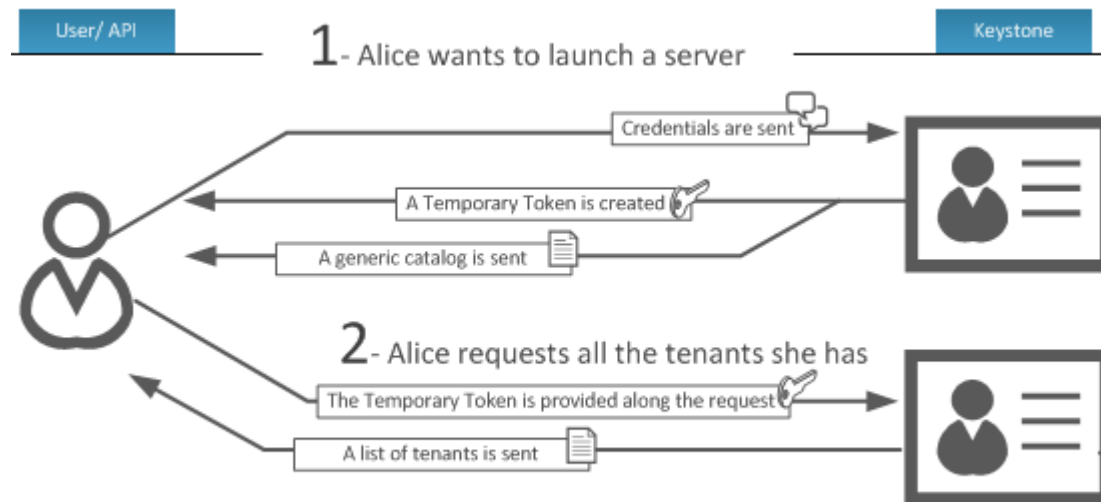 User/ API
Keystone
1- Alice wants to launch a server
Credentials are sent
A Temporary Token is created
A generic catalog is sent
2- Alice requests all the tenants she has
The Temporary Token is provided along the request
A list of tenants is sent